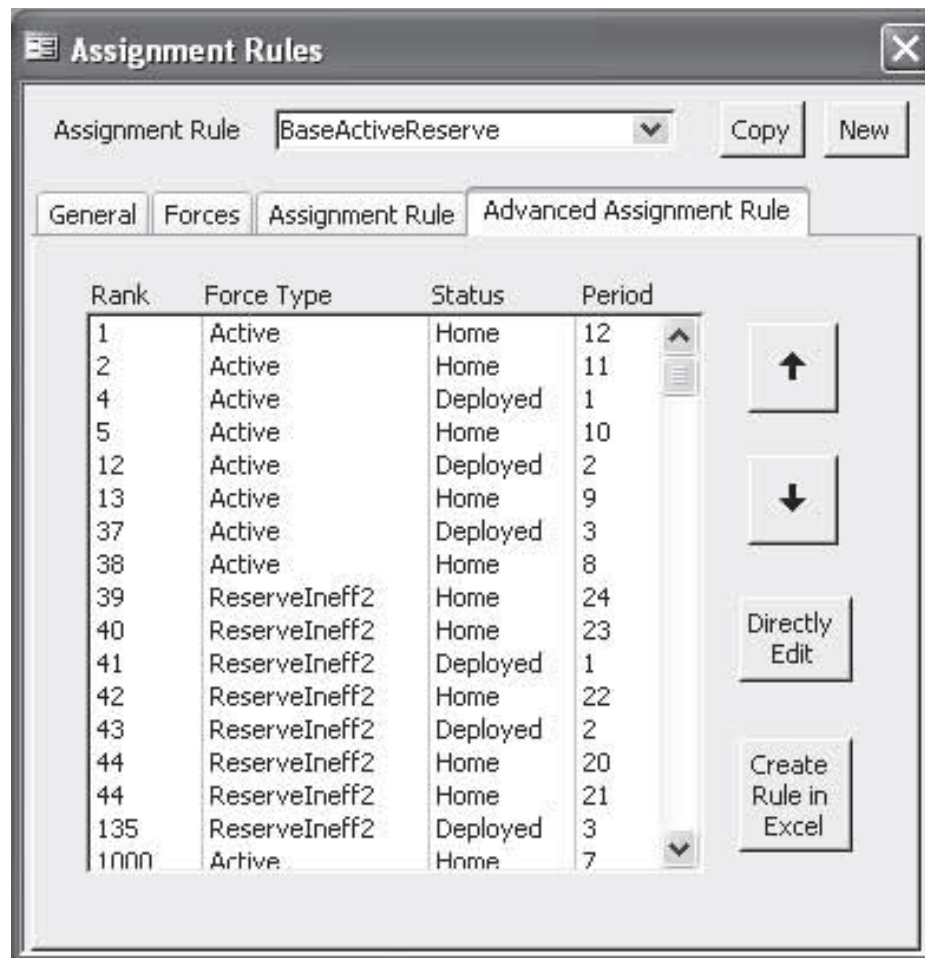 Assignment Rules
Assignment Rule BaseActiveReserve Copy New
General Forces Assignment Rule Advanced Assignment Rule
Rank Force Type Status Period
1 Active Home 12
2 Active Home 11
4 Active Deployed 1
5 Active Home 10
12 Active Deployed 2
13 Active Home 9
37 Active Deployed 3
38 Active Home 8
39 ReserveIneff2 Home 24
40 ReserveIneff2 Home 23
41 ReserveIneff2 Deployed 1
42 ReserveIneff2 Home 22
43 ReserveIneff2 Deployed 2
44 ReserveIneff2 Home 20
44 ReserveIneff2 Home 21
135 ReserveIneff2 Deployed 3
1000 Active Home 7
Directly
Edit
Create
Rule in
Excel